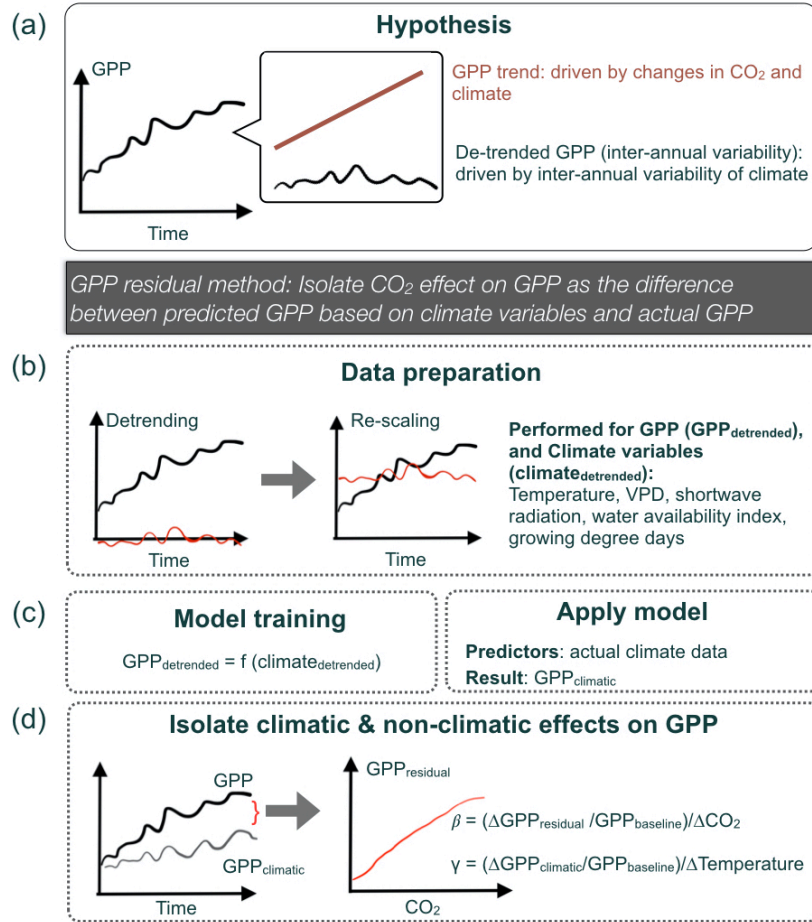 (a)
Hypothesis
GPP
Time
GPP trend: driven by changes in CO₂ and
climate
De-trended GPP (inter-annual variability):
driven by inter-annual variability of climate
GPP residual method: Isolate CO₂ effect on GPP as the difference
between predicted GPP based on climate variables and actual GPP
(b)
Data preparation
Detrending
Time
Re-scaling
Time
Performed for GPP (GPPdetrended),
and Climate variables
(climatedetrended):
Temperature, VPD, shortwave
radiation, water availability index,
growing degree days
(c)
Model training
GPPdetrended = f (climatedetrended)
Apply model
Predictors: actual climate data
Result: GPPclimatic
(d)
Isolate climatic & non-climatic effects on GPP
GPP
GPPclimatic
Time
GPPresidual
β = (ΔGPPresidual /GPPbaseline)/ΔCO₂
γ = (ΔGPPclimatic/GPPbaseline)/ΔTemperature
CO₂